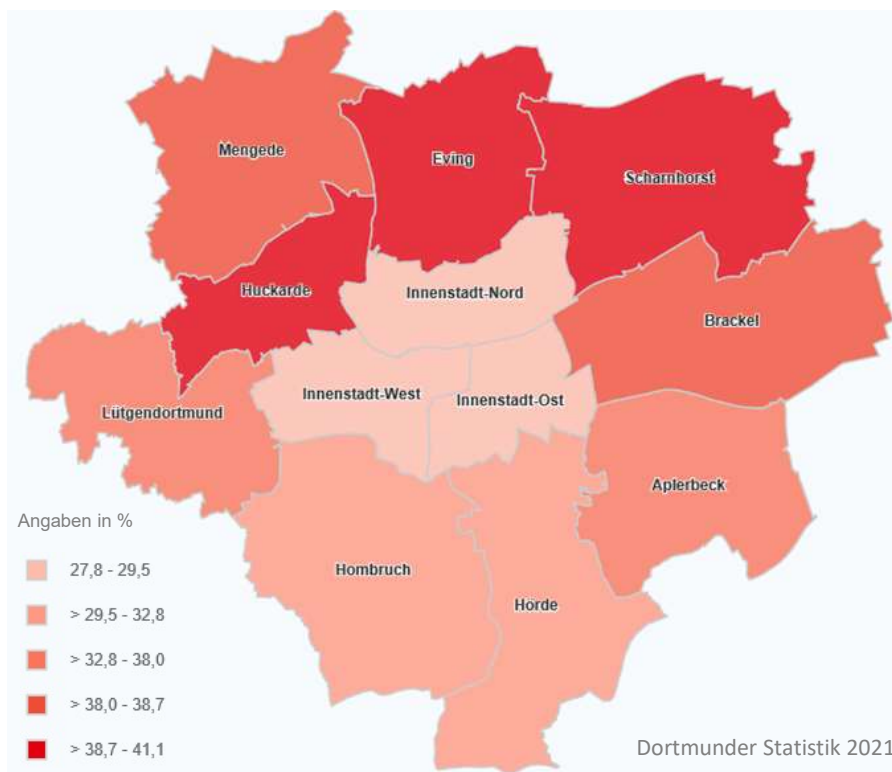 Mengede
Eving
Scharnhorst
Huckarde
Innenstadt-Nord
Brackel
Innenstadt-West
Innenstadt-Ost
Lütgendortmund
Aplerbeck
Hombruch
Hörde
Angaben in %
27,8 - 29,5
> 29,5 - 32,8
> 32,8 - 38,0
> 38,0 - 38,7
> 38,7 - 41,1
Dortmunder Statistik 2021